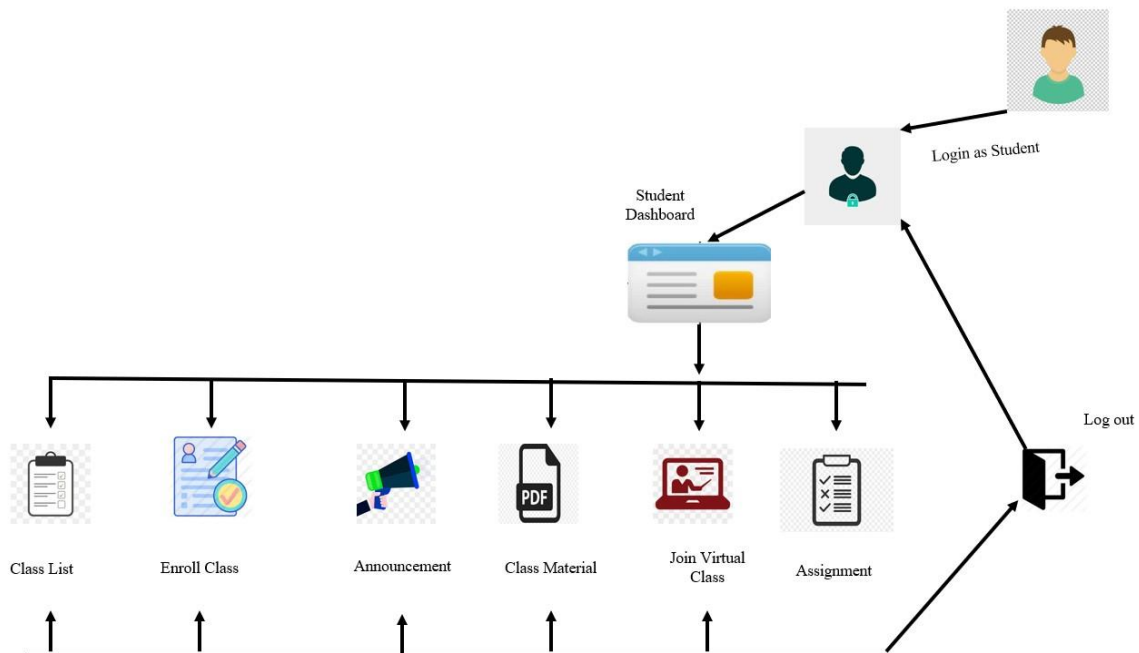 Login as Student
Student
Dashboard
Log out
PDF
Class List
Enroll Class
Announcement
Class Material
Join Virtual
Class
Assignment